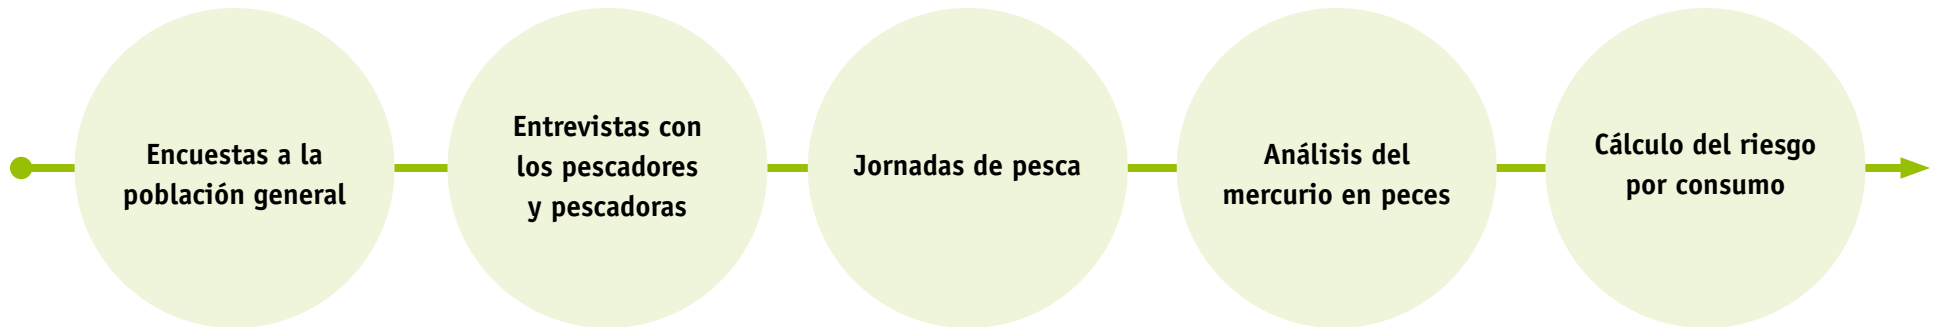 Encuestas a la
población general
Entrevistas con
los pescadores
y pescadoras
Jornadas de pesca
Análisis del
mercurio en peces
Cálculo del riesgo
por consumo